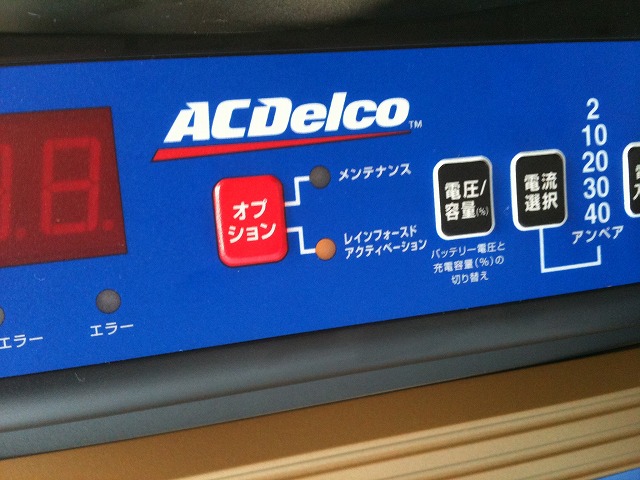 ACDelco™
オプ
ション
メンテナンス
レインフォースド
アクティベーション
電圧/
容量(%)
バッテリー電圧と
充電容量(%)の
切り替え
電流
選択
2
10
20
30
40
アンペア
エラー
エラー